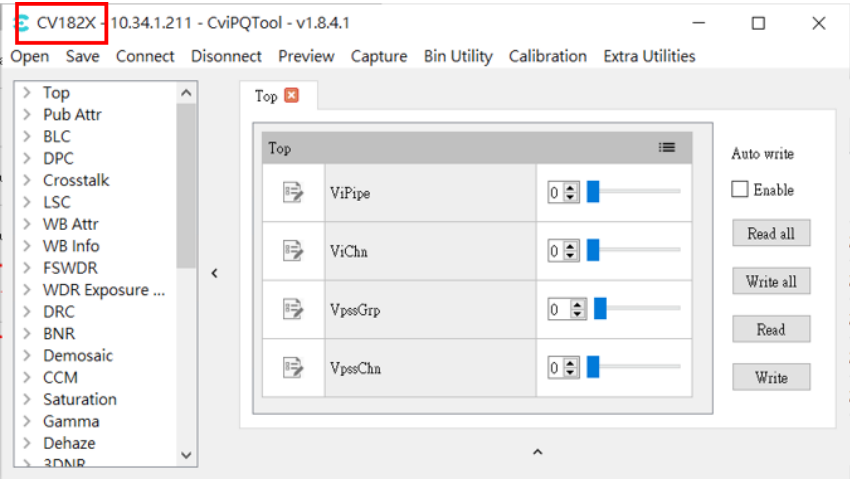 CV182X - 10.34.1.211 - CviPQTool - v1.8.4.1
Open Save Connect Disonnect Preview Capture Bin Utility Calibration Extra Utilities
Top
Pub Attr
BLC
DPC
Crosstalk
LSC
WB Attr
WB Info
FSWDR
WDR Exposure ...
DRC
BNR
Demosaic
CCM
Saturation
Gamma
Dehaze
3DNR
Top
Top
ViPipe 0
ViChn 0
VpssGrp 0
VpssChn 0
Auto write
Enable
Read all
Write all
Read
Write